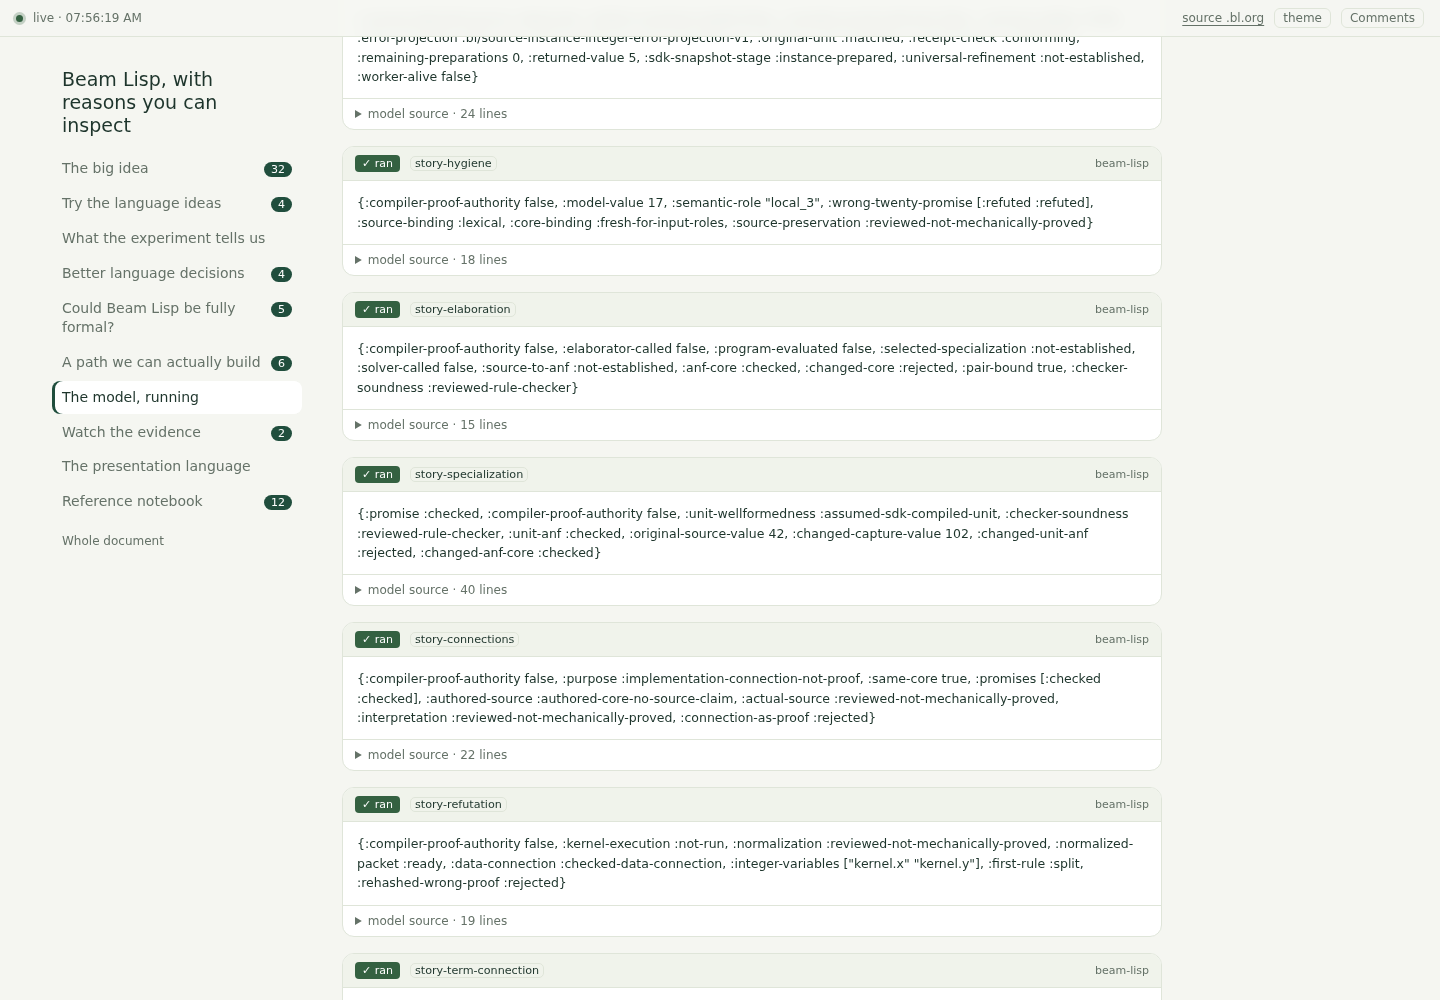 live · 07:56:19 AM
source .bl.org
theme
Comments
Beam Lisp, with
reasons you can
inspect
The big idea 32
Try the language ideas 4
What the experiment tells us
Better language decisions 4
Could Beam Lisp be fully
formal? 5
A path we can actually build 6
The model, running
Watch the evidence 2
The presentation language
Reference notebook 12
Whole document
:error-projection :bl/source-instance-integer-error-projection-v1, :original-unit :matched, :receipt-check :conforming,
:remaining-preparations 0, :returned-value 5, :sdk-snapshot-stage :instance-prepared, :universal-refinement :not-established,
:worker-alive false}
▶ model source · 24 lines
✓ ran story-hygiene beam-lisp
{:compiler-proof-authority false, :model-value 17, :semantic-role "local_3", :wrong-twenty-promise [:refuted :refuted],
:source-binding :lexical, :core-binding :fresh-for-input-roles, :source-preservation :reviewed-not-mechanically-proved}
▶ model source · 18 lines
✓ ran story-elaboration beam-lisp
{:compiler-proof-authority false, :elaborator-called false, :program-evaluated false, :selected-specialization :not-established,
:solver-called false, :source-to-anf :not-established, :anf-core :checked, :changed-core :rejected, :pair-bound true, :checker-
soundness :reviewed-rule-checker}
▶ model source · 15 lines
✓ ran story-specialization beam-lisp
{:promise :checked, :compiler-proof-authority false, :unit-wellformedness :assumed-sdk-compiled-unit, :checker-soundness
:reviewed-rule-checker, :unit-anf :checked, :original-source-value 42, :changed-capture-value 102, :changed-unit-anf
:rejected, :changed-anf-core :checked}
▶ model source · 40 lines
✓ ran story-connections beam-lisp
{:compiler-proof-authority false, :purpose :implementation-connection-not-proof, :same-core true, :promises [:checked
:checked], :authored-source :authored-core-no-source-claim, :actual-source :reviewed-not-mechanically-proved,
:interpretation :reviewed-not-mechanically-proved, :connection-as-proof :rejected}
▶ model source · 22 lines
✓ ran story-refutation beam-lisp
{:compiler-proof-authority false, :kernel-execution :not-run, :normalization :reviewed-not-mechanically-proved, :normalized-
packet :ready, :data-connection :checked-data-connection, :integer-variables ["kernel.x" "kernel.y"], :first-rule :split,
:rehashed-wrong-proof :rejected}
▶ model source · 19 lines
✓ ran story-term-connection beam-lisp